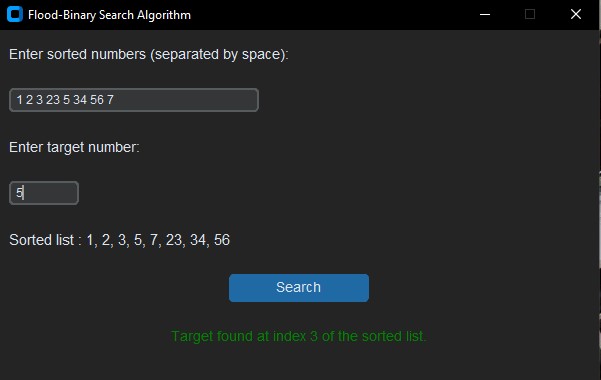 Flood-Binary Search Algorithm
Enter sorted numbers (separated by space):
1 2 3 23 5 34 56 7
Enter target number:
5
Sorted list : 1, 2, 3, 5, 7, 23, 34, 56
Search
Target found at index 3 of the sorted list.